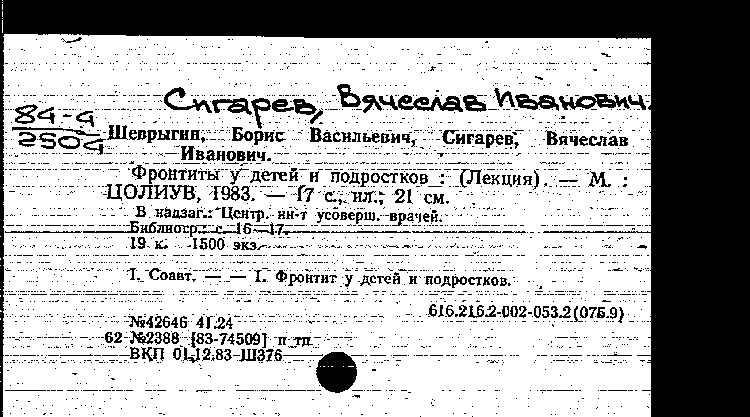 Сигарев, Вячеслав Иванович.
84-4
2504
Шеврыгин, Борис Васильевич, Сигарев, Вячеслав
Иванович.
Фронтиты у детей и подростков : (Лекция). — М. :
ЦОЛИУВ, 1983. — 17 с., ил.; 21 см.
В надзаг.: Центр. ин-т усоверш. врачей.
Библиогр.: с. 16—17.
19 к. 1500 экз.
I. Соавт. — — 1. Фронтит у детей и подростков.
616.216.2-002-053.2(075.9)
№42646 41.24
62 №2388 [83-74509] п тп
ВКП 01.12.83 Ш376